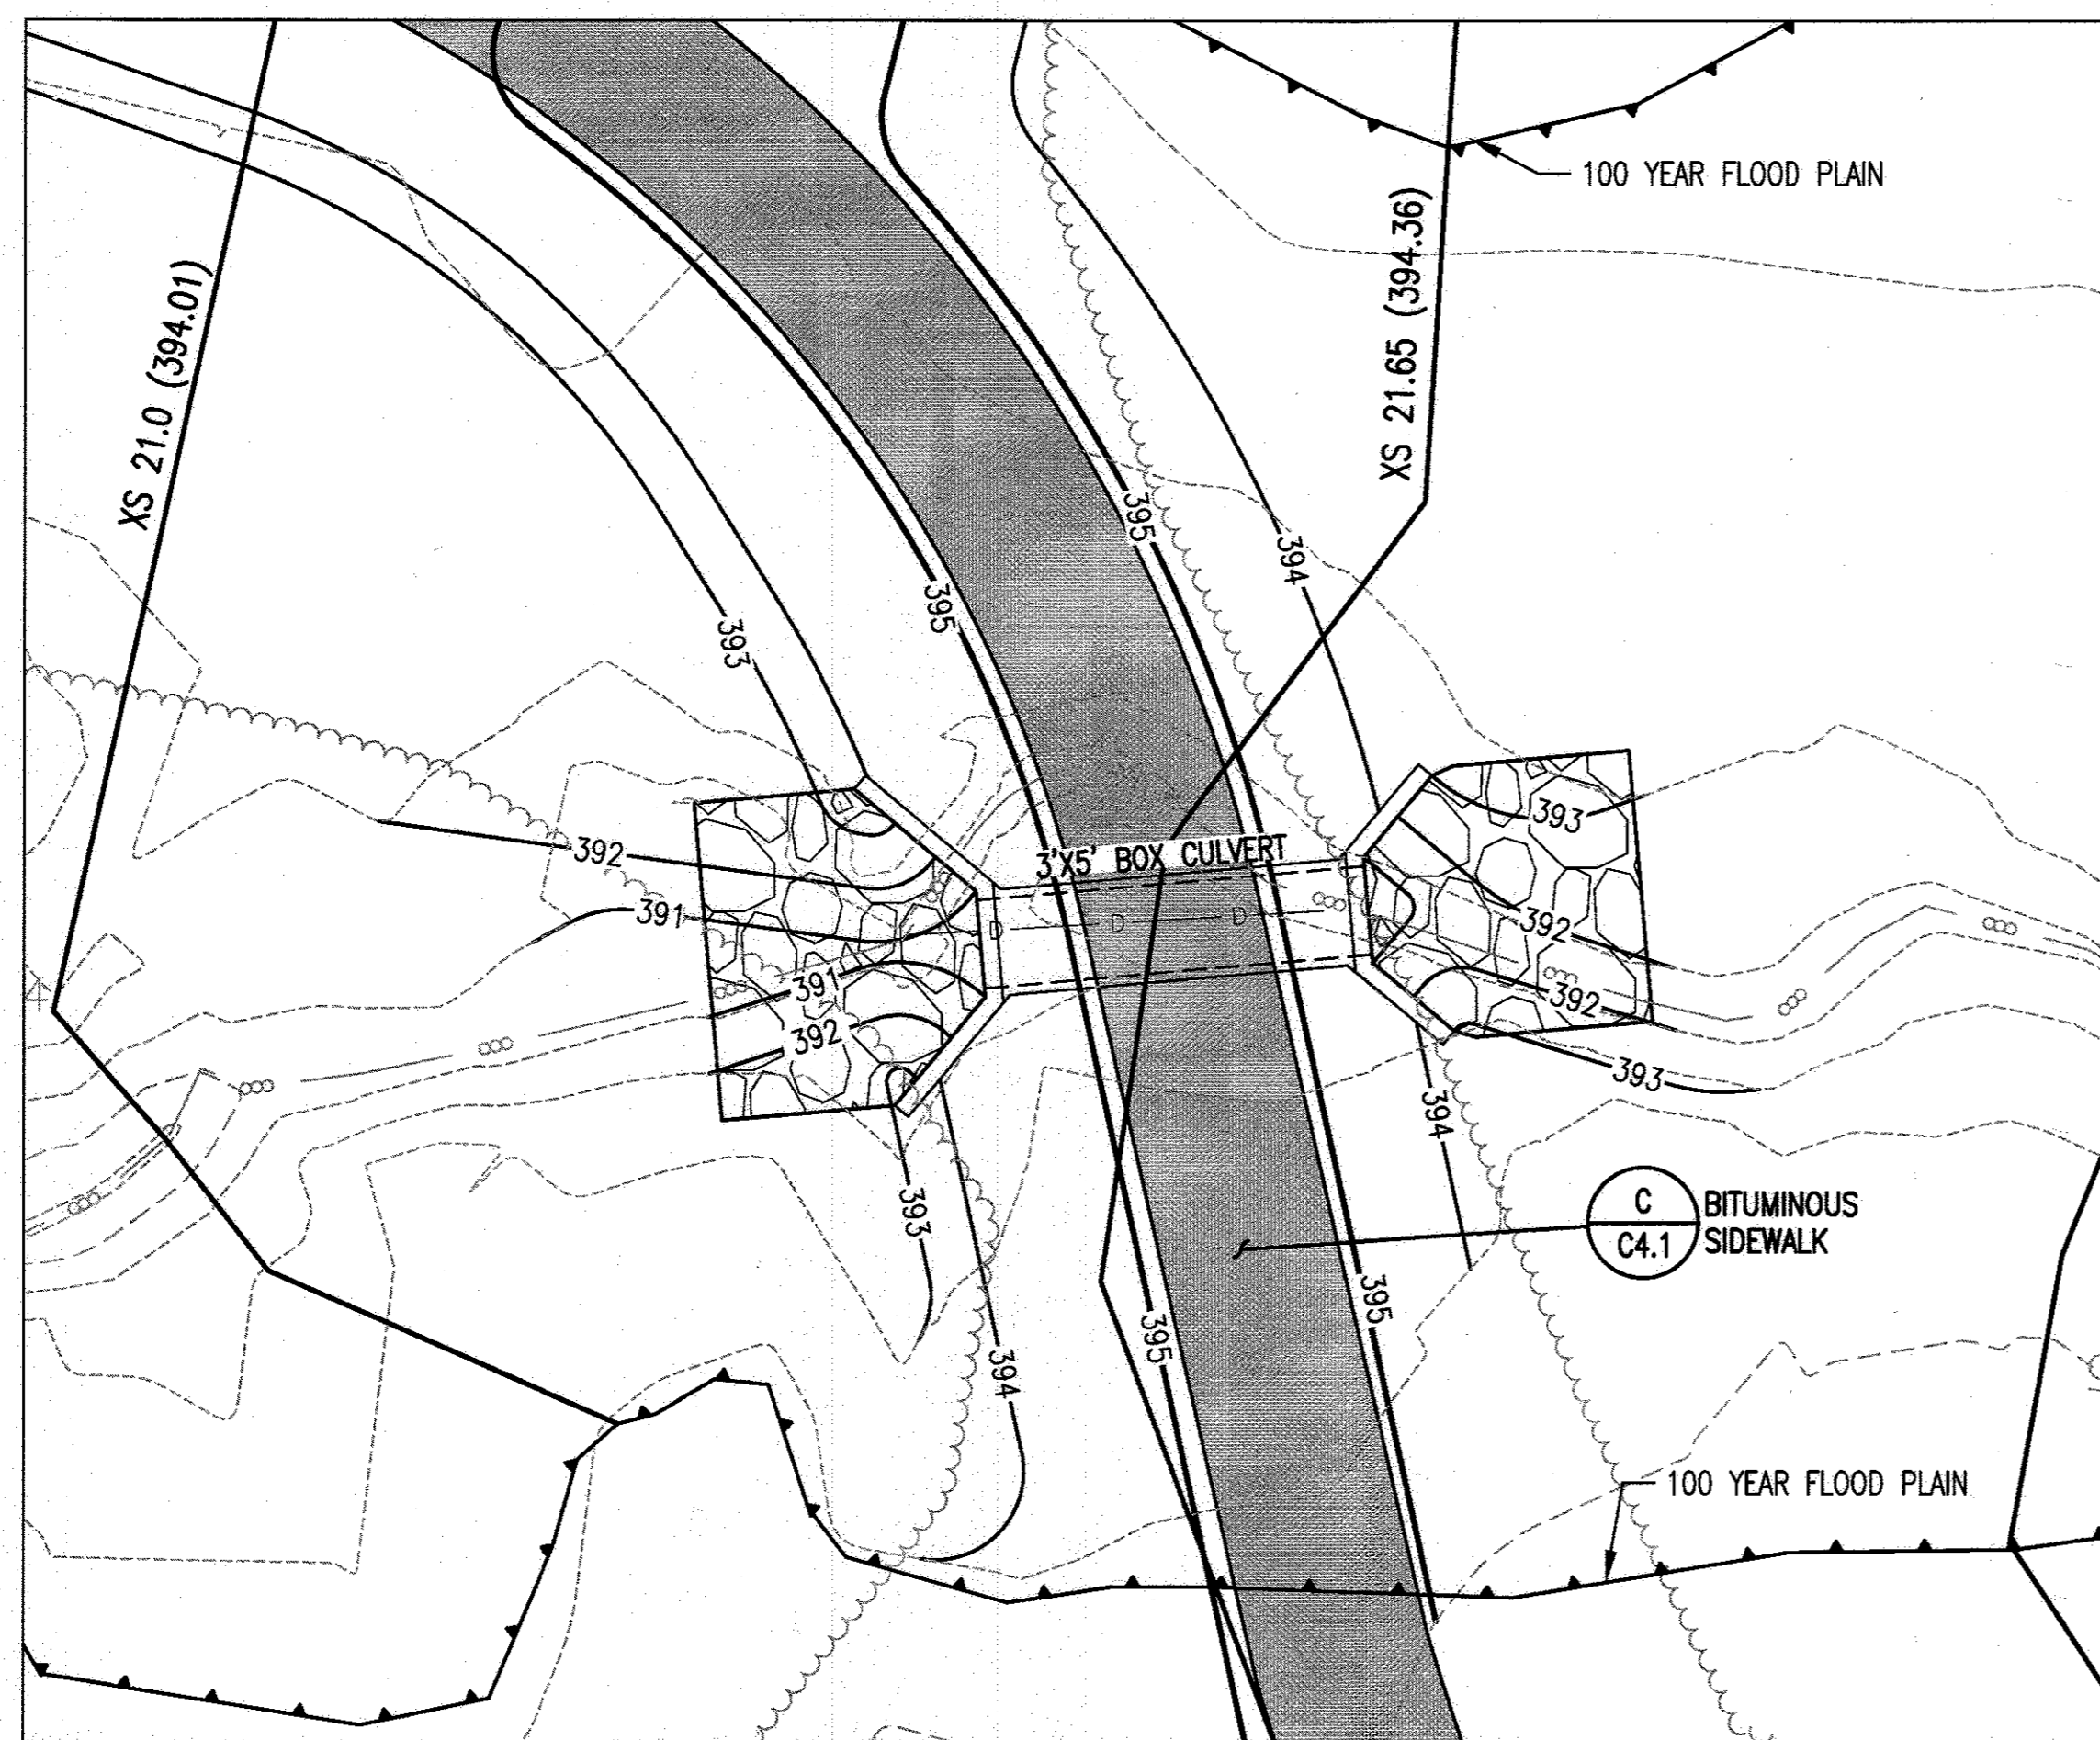 100 YEAR FLOOD PLAIN
XS 21.0 (394.01)
XS 21.65 (394.36)
395
394
395
393
3'X5' BOX CULVERT
393
392
391
D
D
D
392
391
392
392
393
394
393
C
C4.1
BITUMINOUS
SIDEWALK
395
395
394
100 YEAR FLOOD PLAIN